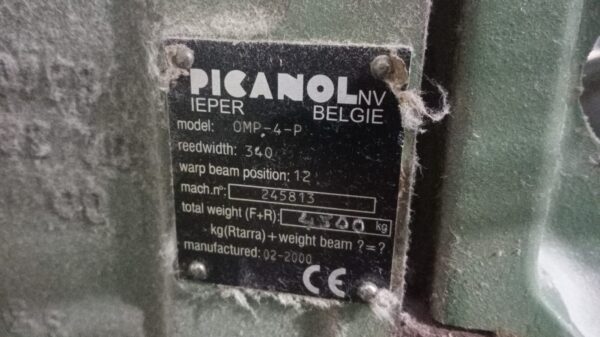 PICANOL NV
IEPER BELGIE
model: OMP-4-P
reedwidth: 340
warp beam position: 12
mach.n°: 245813
total weight (F+R): 4300 kg
kg(Rtarra)+weight beam ?=?
manufactured: 02-2000
CE